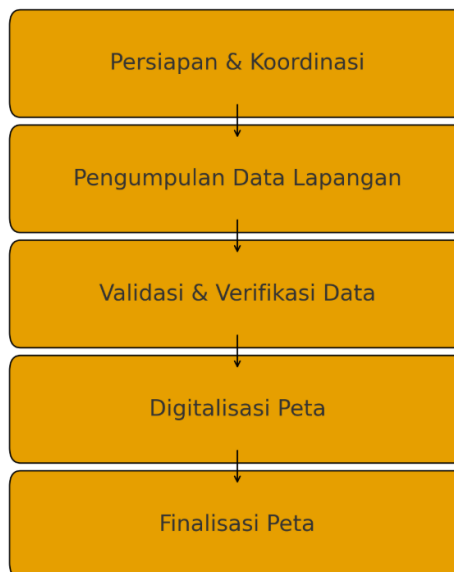 Persiapan & Koordinasi
Pengumpulan Data Lapangan
Validasi & Verifikasi Data
Digitalisasi Peta
Finalisasi Peta